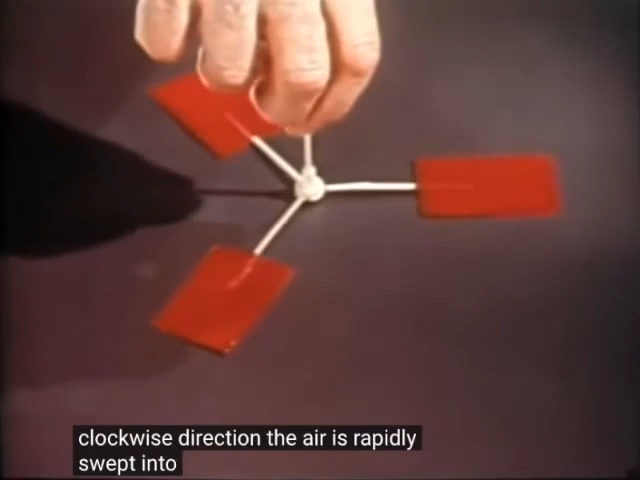 clockwise direction the air is rapidly
swept into